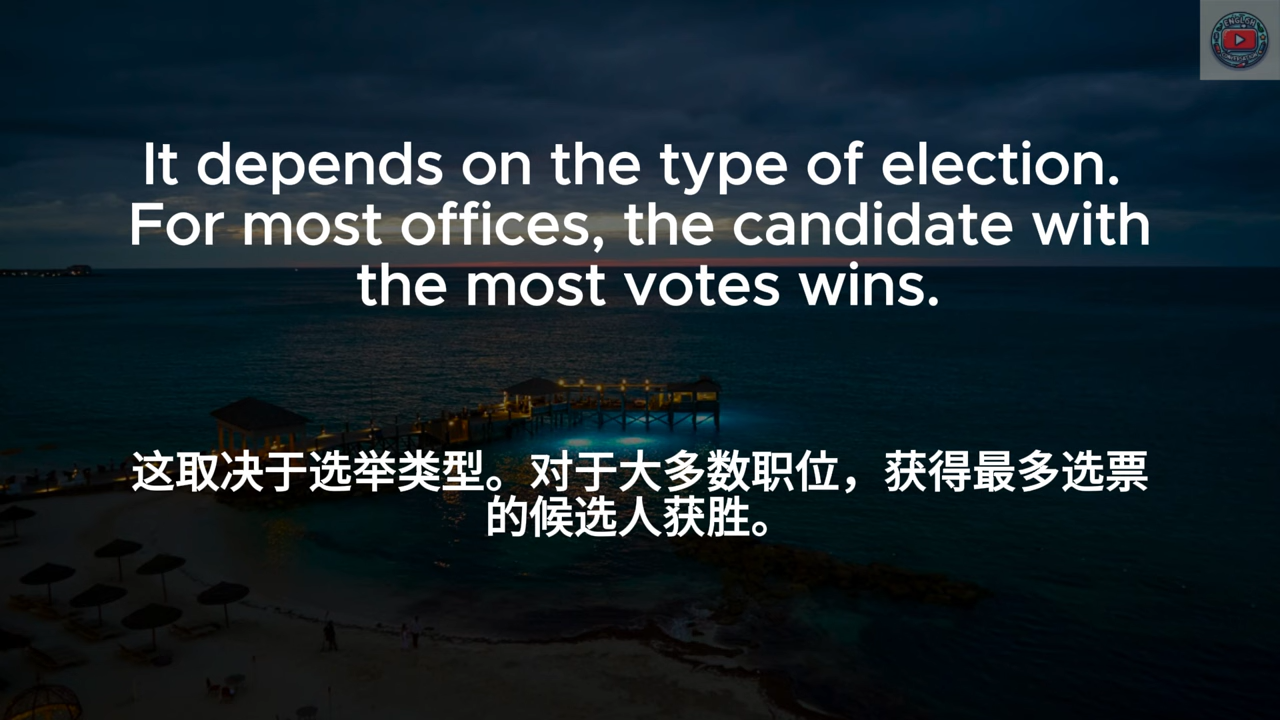 It depends on the type of election.
For most offices, the candidate with
the most votes wins.
这取决于选举类型。对于大多数职位，获得最多选票
的候选人获胜。